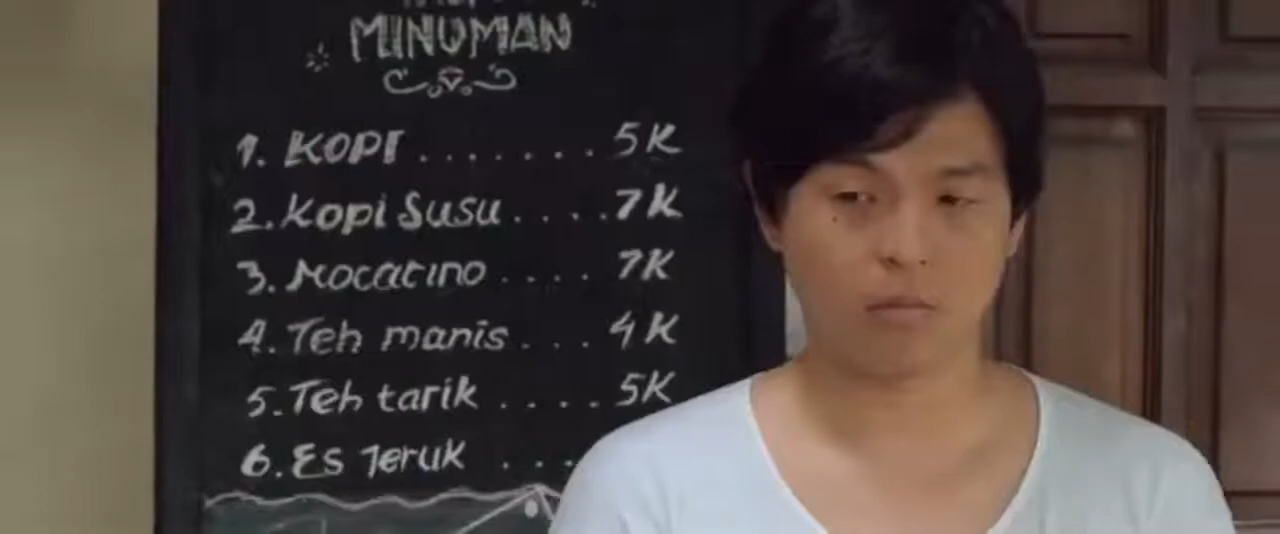 MINUMAN
1. KOPI ....... 5K
2. Kopi Susu .... 7K
3. Mocacino .... 7K
4. Teh manis ... 4K
5. Teh tarik .... 5K
6. Es Jeruk ...